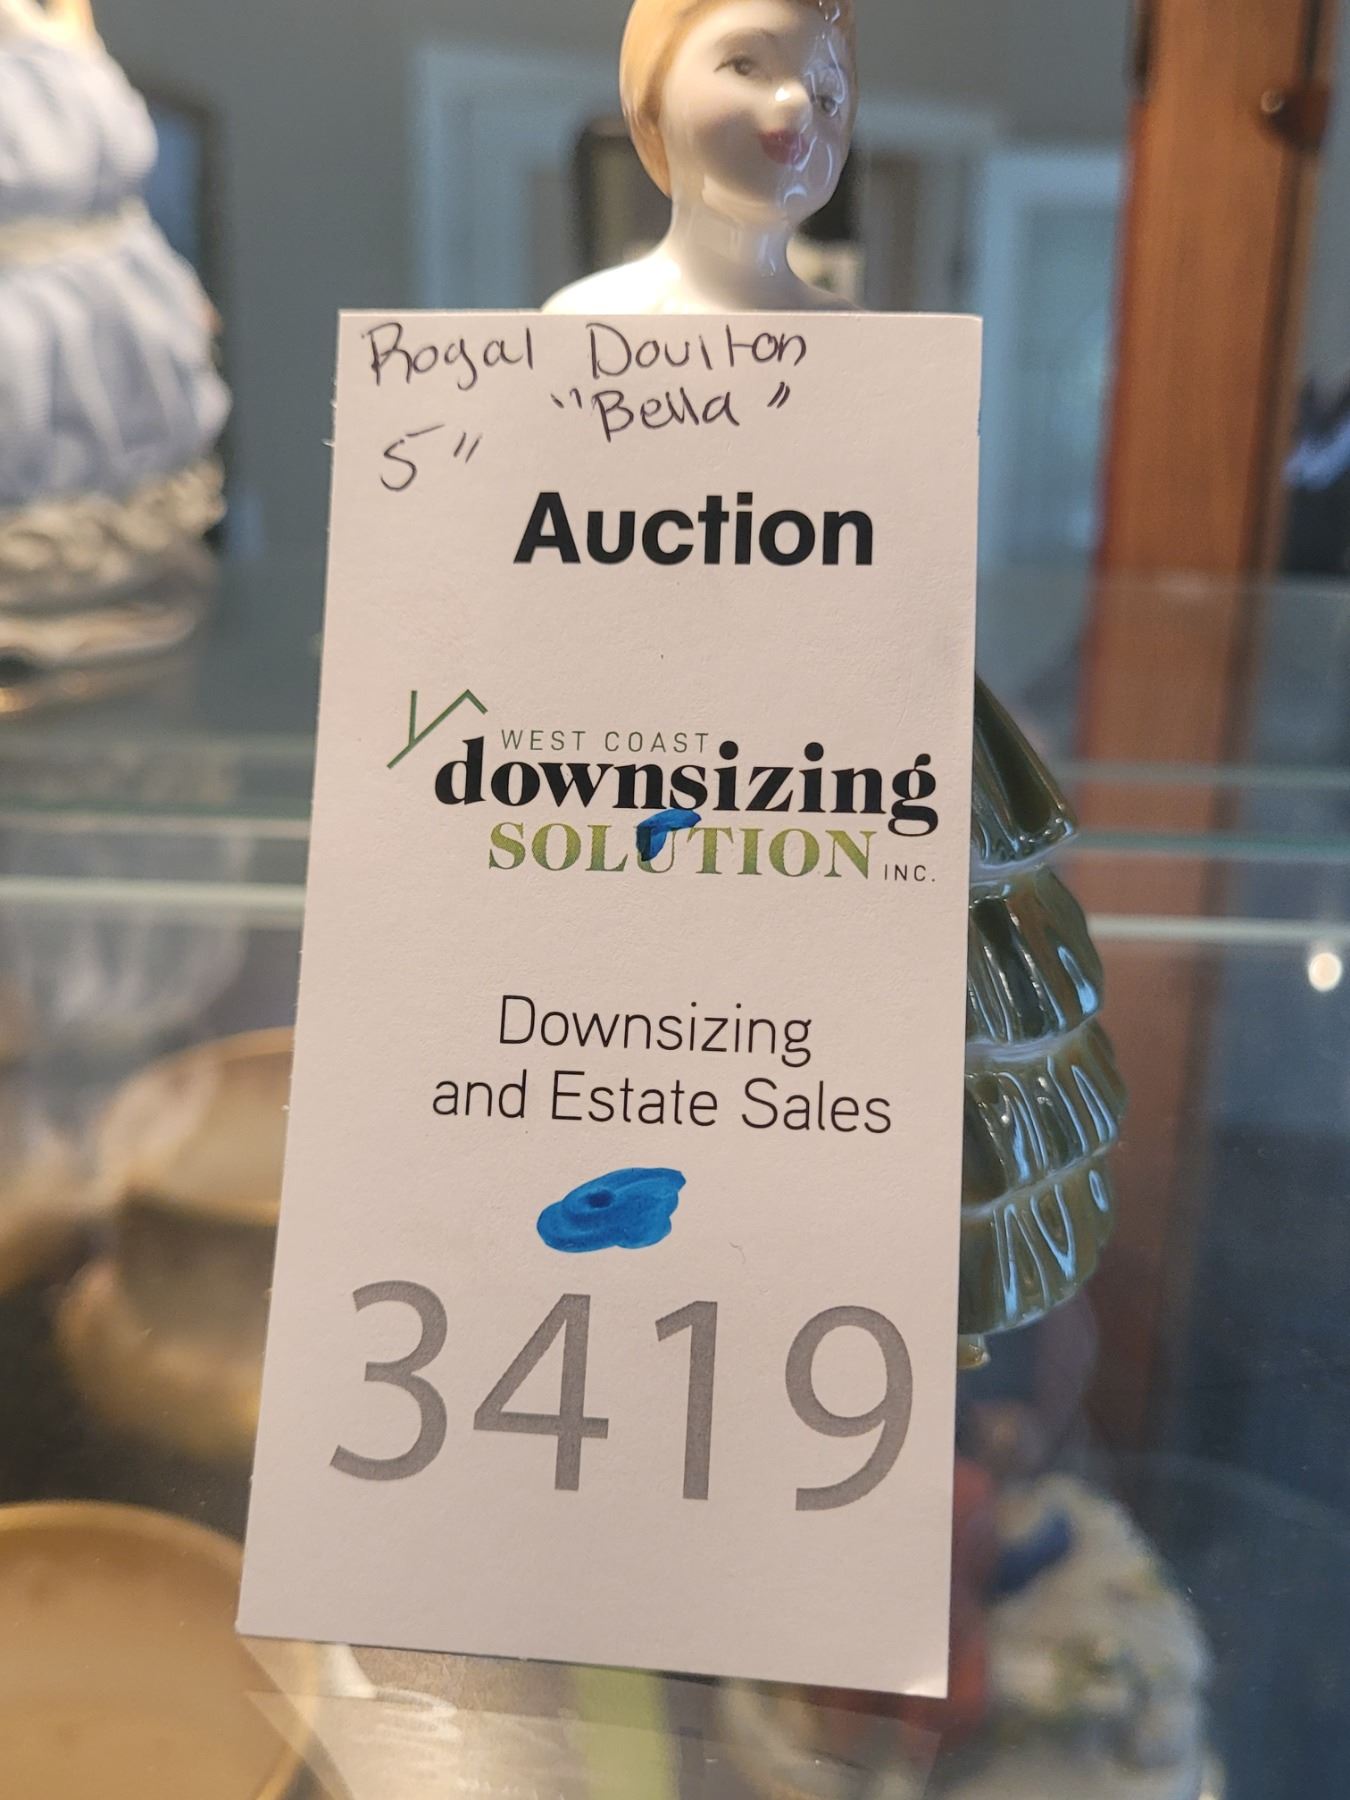 Royal Doulton
"Bella"
5"
Auction
WEST COAST
downsizing
SOLUTION INC.
Downsizing
and Estate Sales
3419